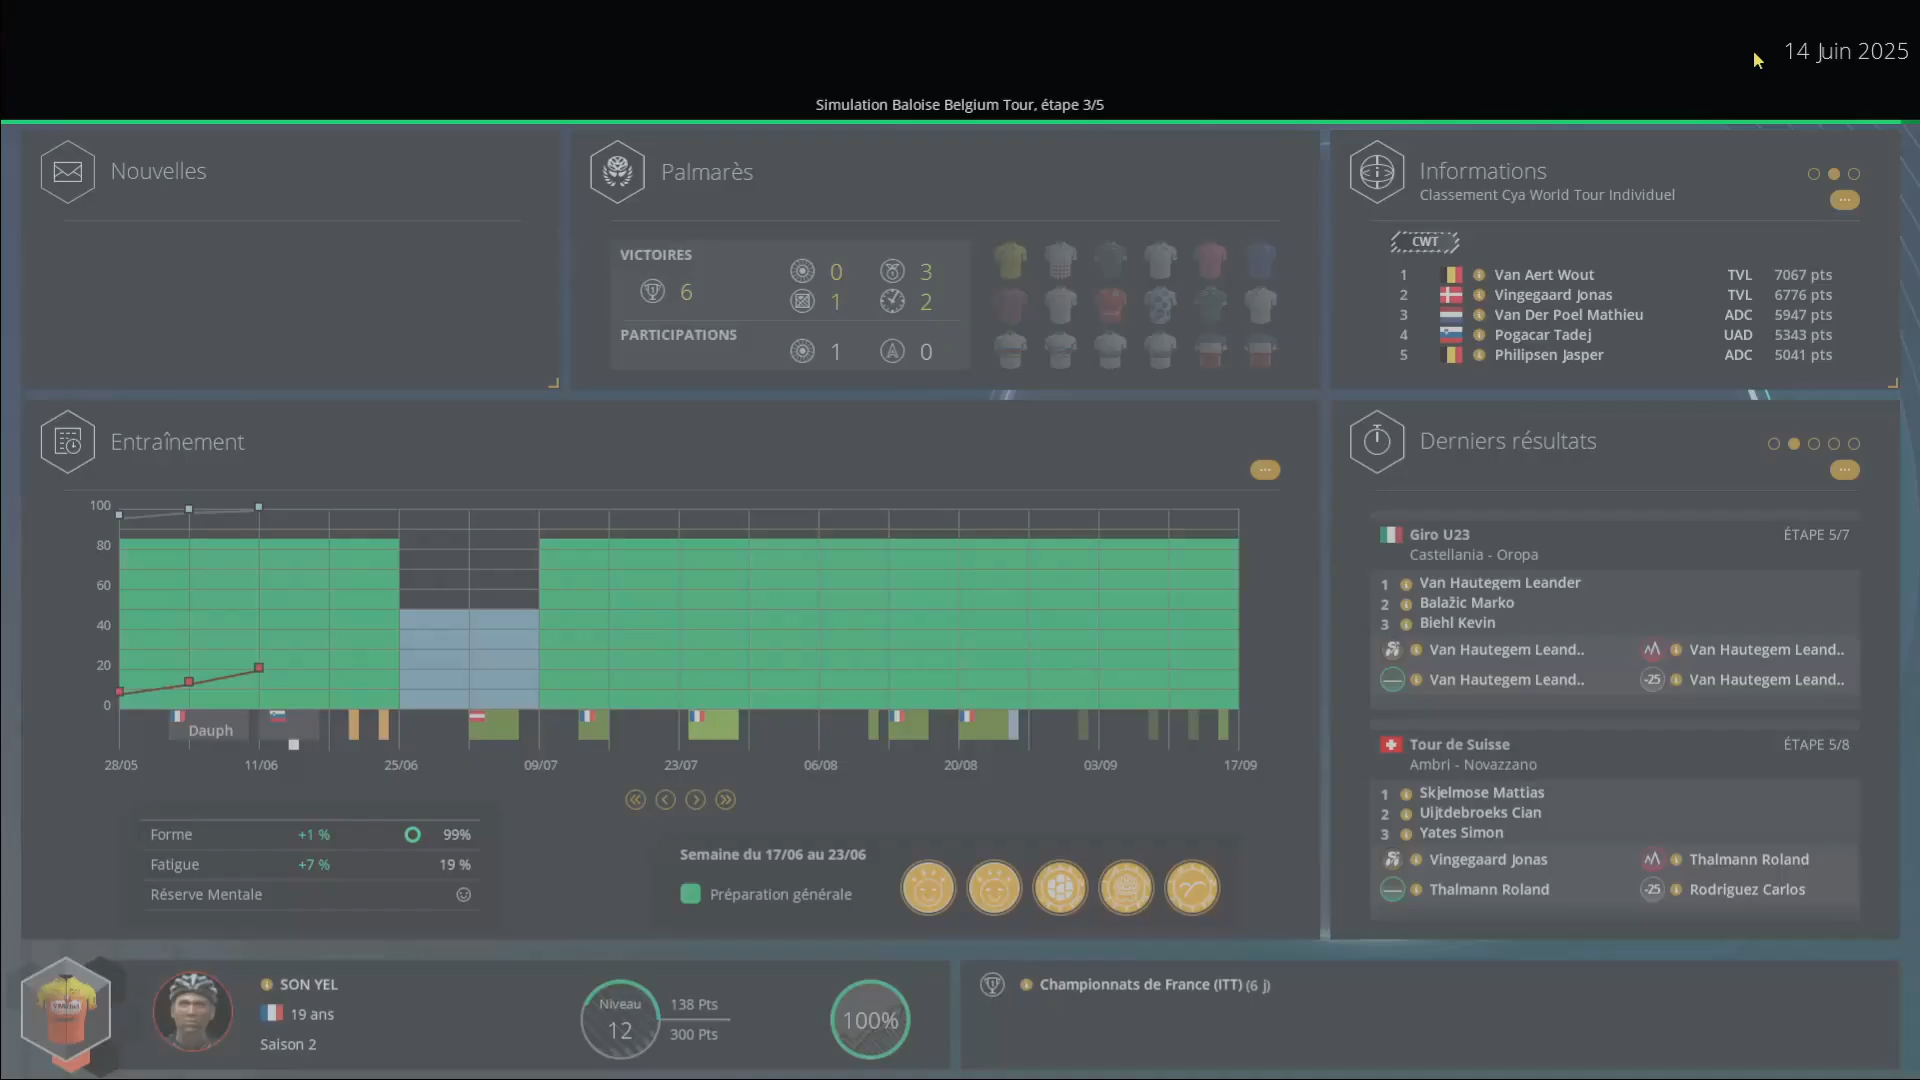 14 Juin 2025
Simulation Baloise Belgium Tour, étape 3/5
Nouvelles
Palmarès
VICTOIRES
6
0
3
1
2
PARTICIPATIONS
1
0
Informations
Classement Cya World Tour Individuel
CWT
1 Van Aert Wout TVL 7067 pts
2 Vingegaard Jonas TVL 6776 pts
3 Van Der Poel Mathieu ADC 5947 pts
4 Pogacar Tadej UAD 5343 pts
5 Philipsen Jasper ADC 5041 pts
Entraînement
100
80
60
40
20
0
Dauph
28/05 11/06 25/06 09/07 23/07 06/08 20/08 03/09 17/09
Forme +1 % 99%
Fatigue +7 % 19 %
Réserve Mentale
Semaine du 17/06 au 23/06
Préparation générale
Derniers résultats
Giro U23 ÉTAPE 5/7
Castellania - Oropa
1 Van Hautegem Leander
2 Balažic Marko
3 Biehl Kevin
Van Hautegem Leand.. Van Hautegem Leand..
Van Hautegem Leand.. -25 Van Hautegem Leand..
Tour de Suisse ÉTAPE 5/8
Ambri - Novazzano
1 Skjelmose Mattias
2 Uijtdebroeks Cian
3 Yates Simon
Vingegaard Jonas Thalmann Roland
Thalmann Roland -25 Rodriguez Carlos
SON YEL
19 ans
Saison 2
Niveau
12
138 Pts
300 Pts
100%
Championnats de France (ITT) (6 j)